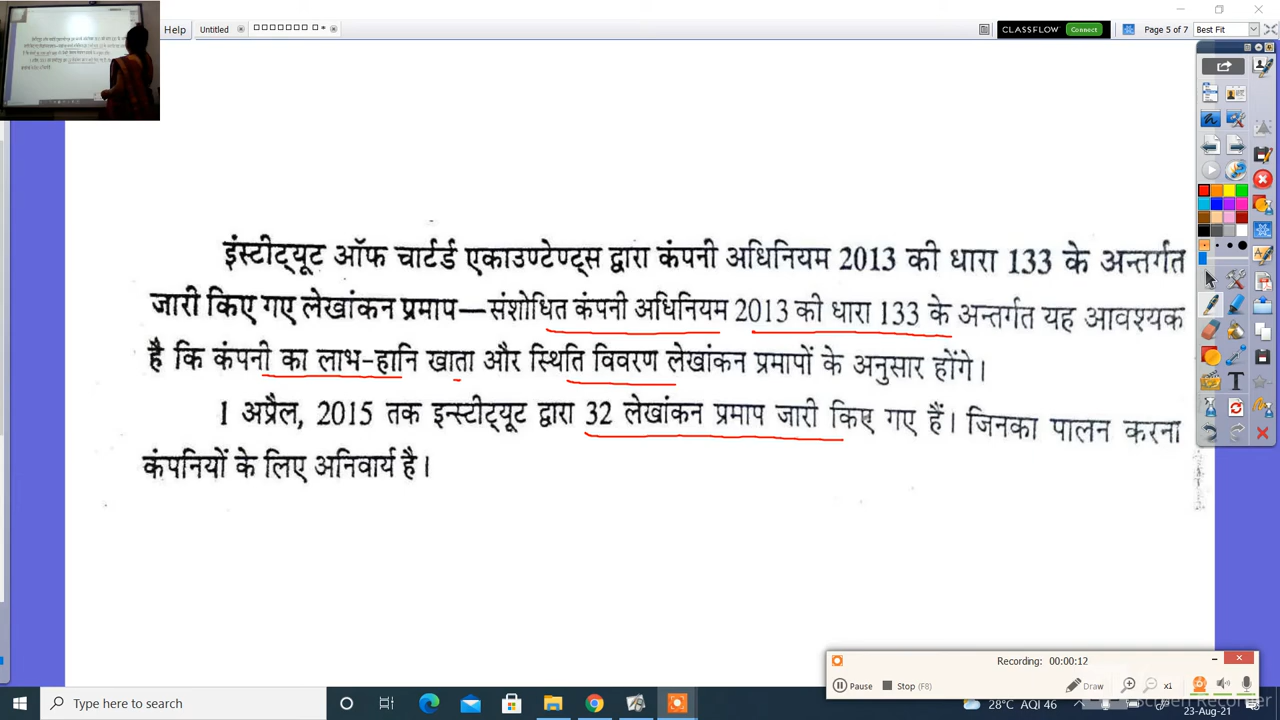 Help
Untitled
CLASSFLOW Connect
Page 5 of 7
Best Fit
इंस्टीट्यूट ऑफ चार्टर्ड एकाउण्टेण्ट्स द्वारा कंपनी अधिनियम 2013 की धारा 133 के अन्तर्गत
जारी किए गए लेखांकन प्रमाप—संशोधित कंपनी अधिनियम 2013 की धारा 133 के अन्तर्गत यह आवश्यक
है कि कंपनी का लाभ-हानि खाता और स्थिति विवरण लेखांकन प्रमापों के अनुसार होंगे।
1 अप्रैल, 2015 तक इन्स्टीट्यूट द्वारा 32 लेखांकन प्रमाप जारी किए गए हैं। जिनका पालन करना
कंपनियों के लिए अनिवार्य है।
Recording: 00:00:12
Pause Stop (F8) Draw x1
Screen Recorder
Type here to search
28°C AQI 46
23-Aug-21